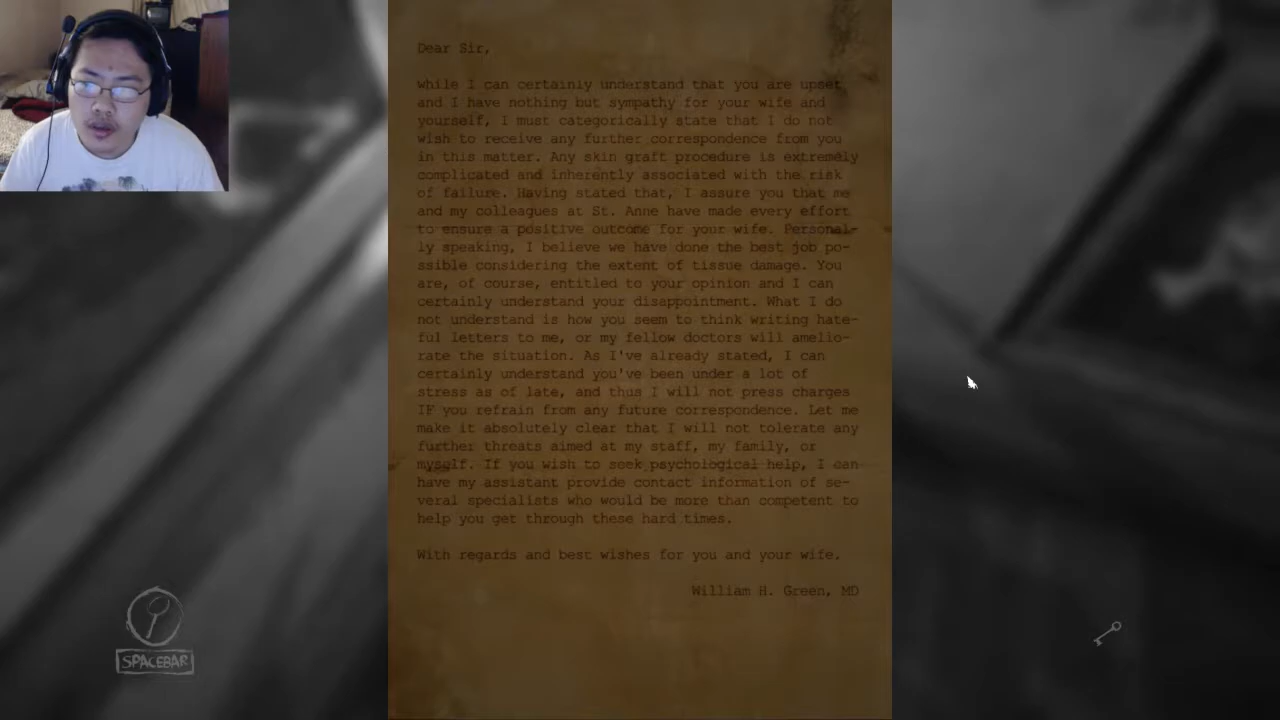 Dear Sir,
while I can certainly understand that you are upset
and I have nothing but sympathy for your wife and
yourself, I must categorically state that I do not
wish to receive any further correspondence from you
in this matter. Any skin graft procedure is extremely
complicated and inherently associated with the risk
of failure. Having stated that, I assure you that me
and my colleagues at St. Anne have made every effort
to ensure a positive outcome for your wife. Personal-
ly speaking, I believe we have done the best job po-
ssible considering the extent of tissue damage. You
are, of course, entitled to your opinion and I can
certainly understand your disappointment. What I do
not understand is how you seem to think writing hate-
ful letters to me, or my fellow doctors will amelio-
rate the situation. As I've already stated, I can
certainly understand you've been under a lot of
stress as of late, and thus I will not press charges
IF you refrain from any future correspondence. Let me
make it absolutely clear that I will not tolerate any
further threats aimed at my staff, my family, or
myself. If you wish to seek psychological help, I can
have my assistant provide contact information of se-
veral specialists who would be more than competent to
help you get through these hard times.
With regards and best wishes for you and your wife.
William H. Green, MD
SPACEBAR